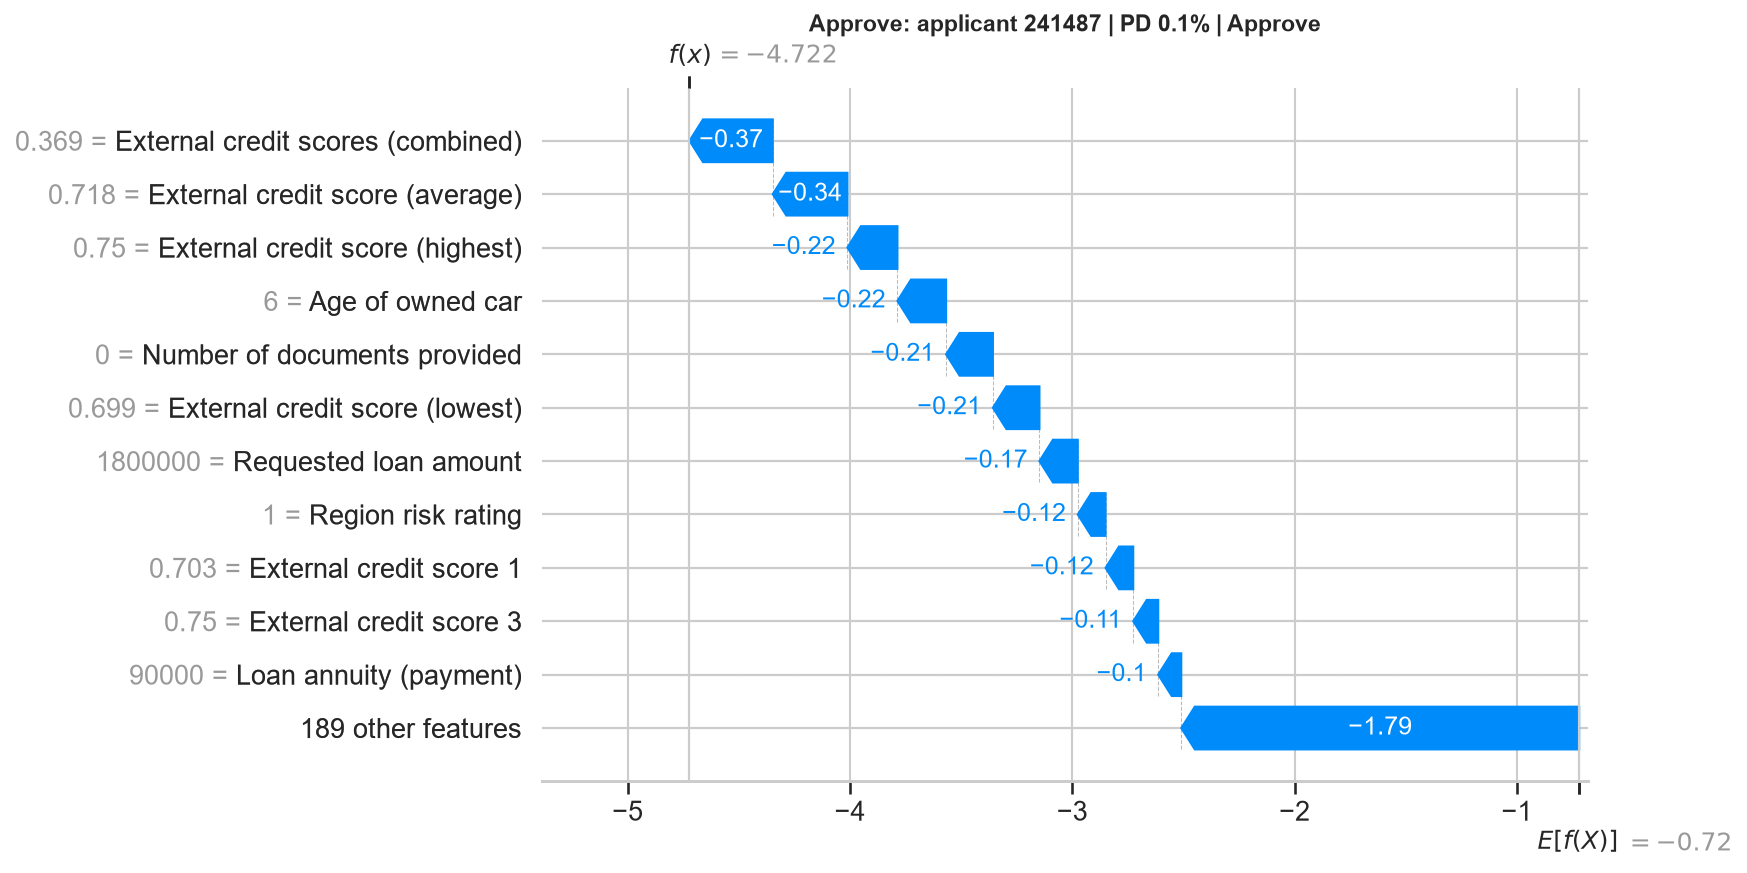 Approve: applicant 241487 | PD 0.1% | Approve
f(x) = −4.722
0.369 = External credit scores (combined) −0.37
0.718 = External credit score (average) −0.34
0.75 = External credit score (highest) −0.22
6 = Age of owned car −0.22
0 = Number of documents provided −0.21
0.699 = External credit score (lowest) −0.21
1800000 = Requested loan amount −0.17
1 = Region risk rating −0.12
0.703 = External credit score 1 −0.12
0.75 = External credit score 3 −0.11
90000 = Loan annuity (payment) −0.1
189 other features −1.79
−5 −4 −3 −2 −1
E[f(X)] = −0.72